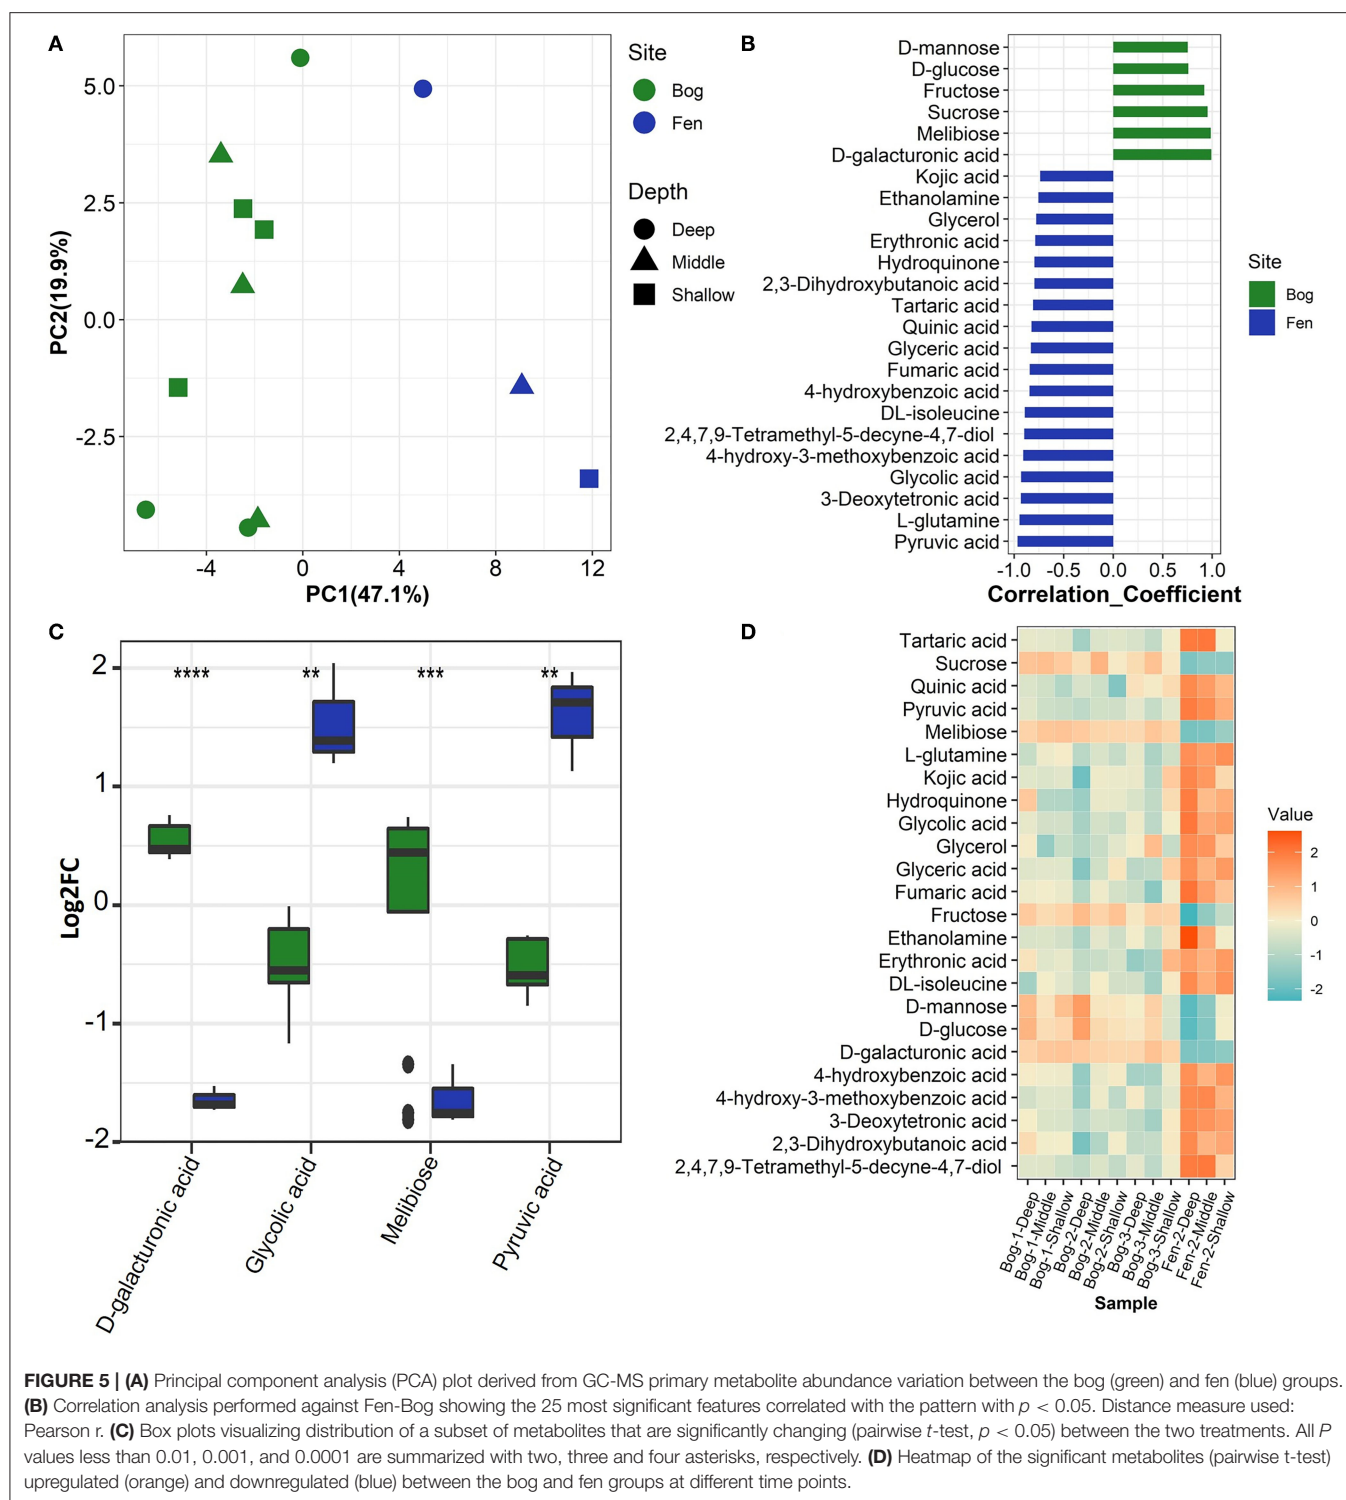 A
5.0
2.5
0.0
-2.5
PC2(19.9%)
-4
0
4
8
12
PC1(47.1%)
Site
Bog
Fen
Depth
Deep
Middle
Shallow
B
D-mannose
D-glucose
Fructose
Sucrose
Melibiose
D-galacturonic acid
Kojic acid
Ethanolamine
Glycerol
Erythronic acid
Hydroquinone
2,3-Dihydroxybutanoic acid
Tartaric acid
Quinic acid
Glyceric acid
Fumaric acid
4-hydroxybenzoic acid
DL-isoleucine
2,4,7,9-Tetramethyl-5-decyne-4,7-diol
4-hydroxy-3-methoxybenzoic acid
Glycolic acid
3-Deoxytetronic acid
L-glutamine
Pyruvic acid
-1.0 -0.5 0.0 0.5 1.0
Correlation_Coefficient
Site
Bog
Fen
C
2
1
0
-1
-2
Log2FC
**** ** *** **
D-galacturonic acid
Glycolic acid
Melibiose
Pyruvic acid
D
Tartaric acid
Sucrose
Quinic acid
Pyruvic acid
Melibiose
L-glutamine
Kojic acid
Hydroquinone
Glycolic acid
Glycerol
Glyceric acid
Fumaric acid
Fructose
Ethanolamine
Erythronic acid
DL-isoleucine
D-mannose
D-glucose
D-galacturonic acid
4-hydroxybenzoic acid
4-hydroxy-3-methoxybenzoic acid
3-Deoxytetronic acid
2,3-Dihydroxybutanoic acid
2,4,7,9-Tetramethyl-5-decyne-4,7-diol
Bog-1-Deep
Bog-1-Middle
Bog-1-Shallow
Bog-2-Deep
Bog-2-Middle
Bog-2-Shallow
Bog-3-Deep
Bog-3-Middle
Bog-3-Shallow
Fen-2-Deep
Fen-2-Middle
Fen-2-Shallow
Sample
Value
2
1
0
-1
-2
FIGURE 5 | (A) Principal component analysis (PCA) plot derived from GC-MS primary metabolite abundance variation between the bog (green) and fen (blue) groups.
(B) Correlation analysis performed against Fen-Bog showing the 25 most significant features correlated with the pattern with p < 0.05. Distance measure used:
Pearson r. (C) Box plots visualizing distribution of a subset of metabolites that are significantly changing (pairwise t-test, p < 0.05) between the two treatments. All P
values less than 0.01, 0.001, and 0.0001 are summarized with two, three and four asterisks, respectively. (D) Heatmap of the significant metabolites (pairwise t-test)
upregulated (orange) and downregulated (blue) between the bog and fen groups at different time points.